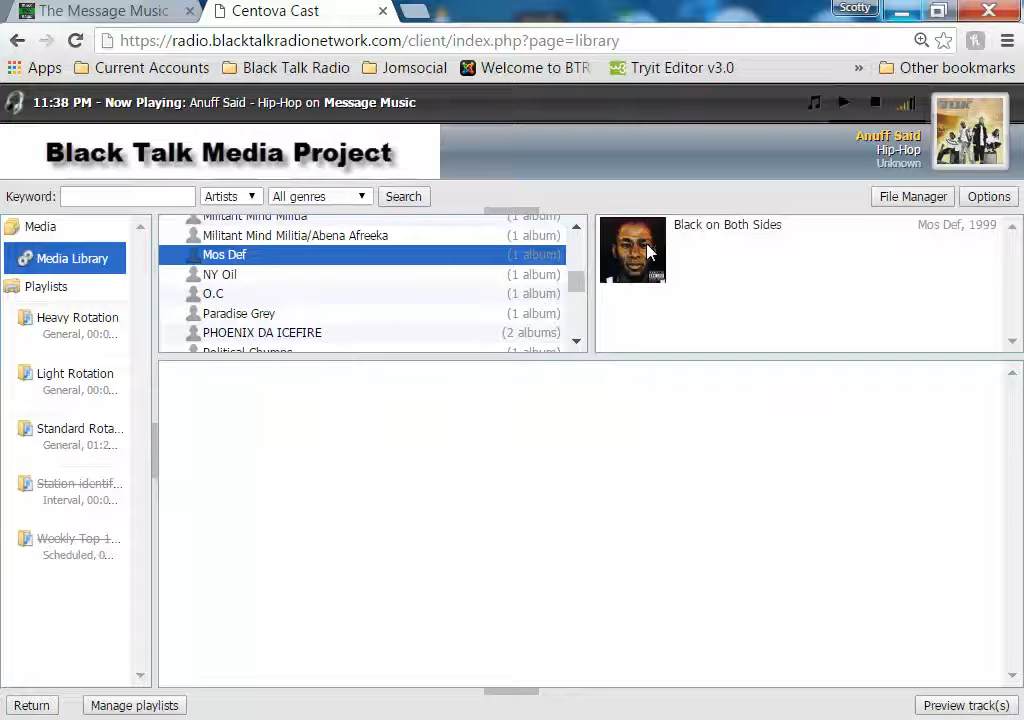 The Message Music
Centova Cast
Scotty
https://radio.blacktalkradionetwork.com/client/index.php?page=library
Apps
Current Accounts
Black Talk Radio
Jomsocial
Welcome to BTR
Tryit Editor v3.0
»
Other bookmarks
11:38 PM - Now Playing: Anuff Said - Hip-Hop on Message Music
Black Talk Media Project
Anuff Said
Hip-Hop
Unknown
Keyword:
Artists
All genres
Search
File Manager
Options
Media
Media Library
Playlists
Heavy Rotation
General, 00:0...
Light Rotation
General, 00:0...
Standard Rota...
General, 01:2...
Station identif...
Interval, 00:0...
Weekly Top 1...
Scheduled, 0...
Militant Mind Militia (1 album)
Militant Mind Militia/Abena Afreeka (1 album)
Mos Def (1 album)
NY Oil (1 album)
O.C (1 album)
Paradise Grey (1 album)
PHOENIX DA ICEFIRE (2 albums)
Political Chumps (1 album)
Black on Both Sides
Mos Def, 1999
Return
Manage playlists
Preview track(s)